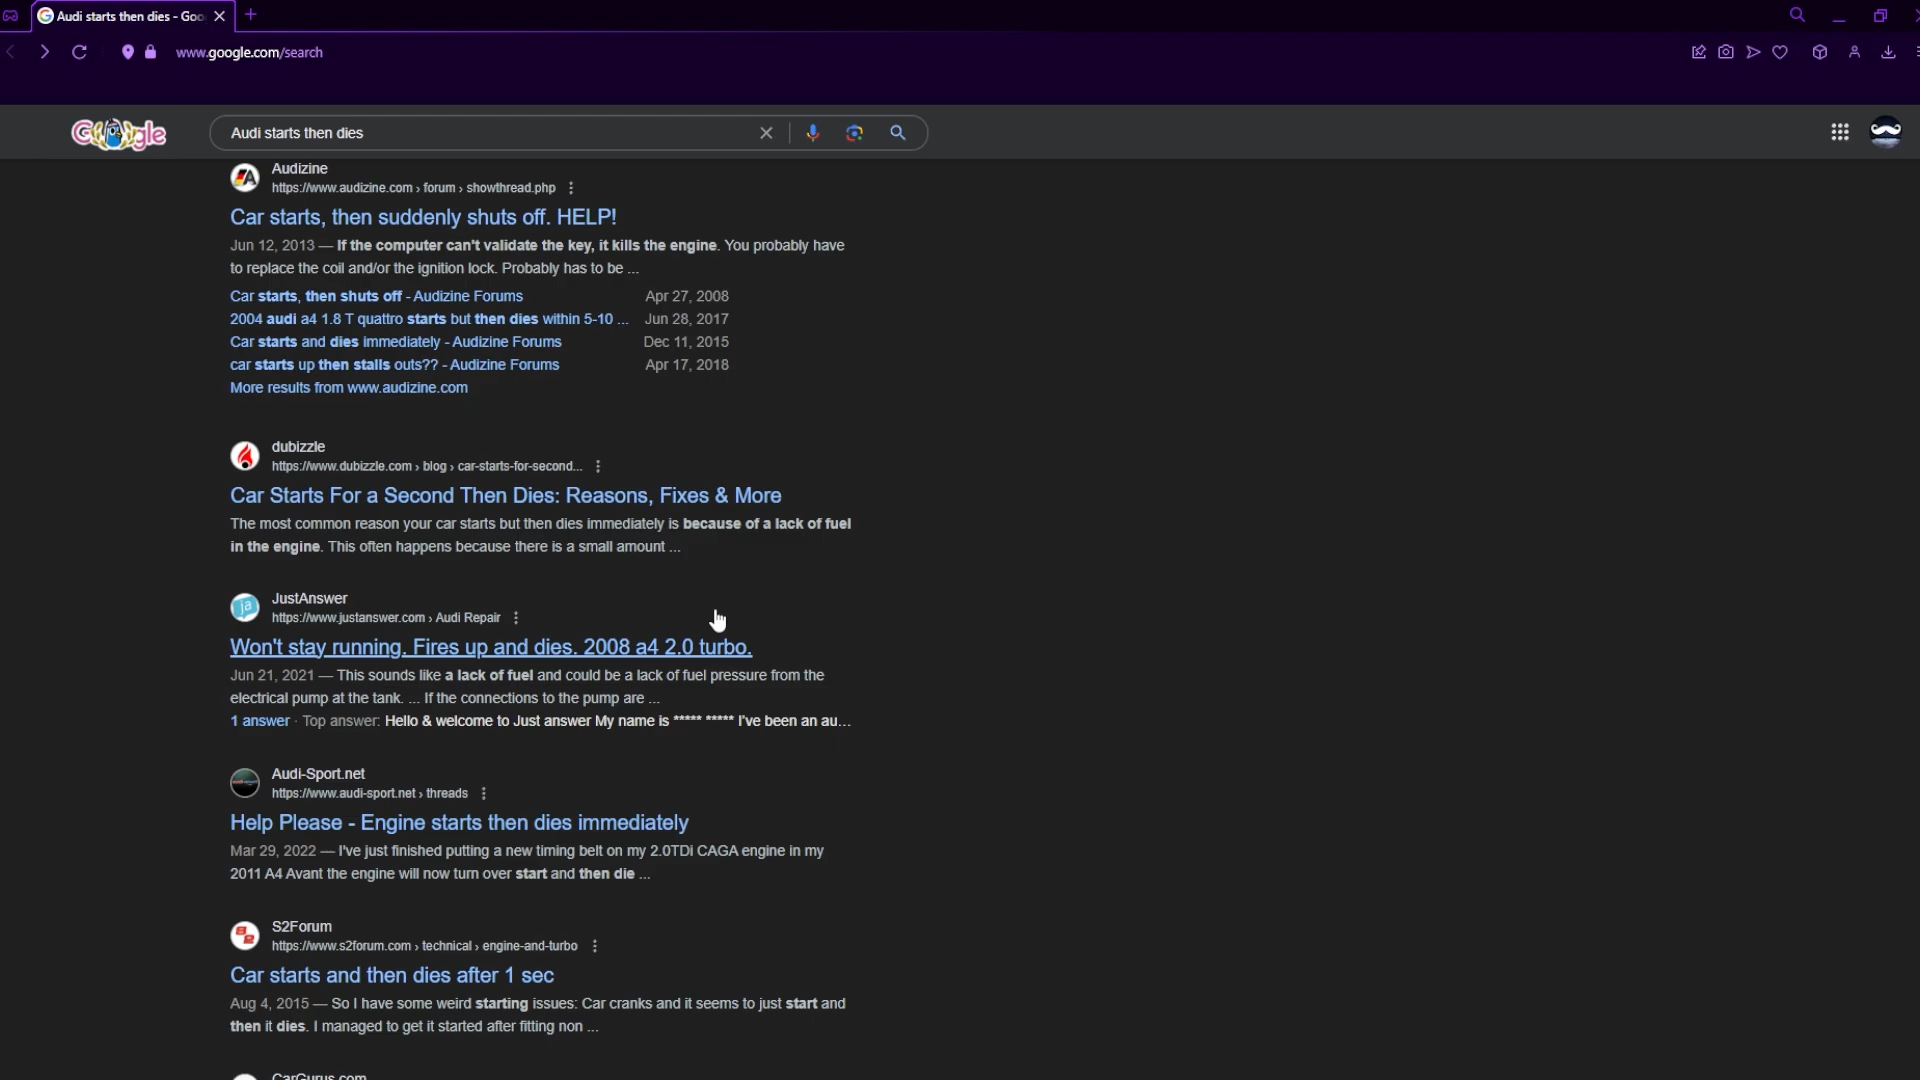 Audi starts then dies - Goo
www.google.com/search
Google
Audi starts then dies
Audizine
https://www.audizine.com › forum › showthread.php
Car starts, then suddenly shuts off. HELP!
Jun 12, 2013 — If the computer can't validate the key, it kills the engine. You probably have
to replace the coil and/or the ignition lock. Probably has to be ...
Car starts, then shuts off - Audizine Forums Apr 27, 2008
2004 audi a4 1.8 T quattro starts but then dies within 5-10 ... Jun 28, 2017
Car starts and dies immediately - Audizine Forums Dec 11, 2015
car starts up then stalls outs?? - Audizine Forums Apr 17, 2018
More results from www.audizine.com
dubizzle
https://www.dubizzle.com › blog › car-starts-for-second...
Car Starts For a Second Then Dies: Reasons, Fixes & More
The most common reason your car starts but then dies immediately is because of a lack of fuel
in the engine. This often happens because there is a small amount ...
ja
JustAnswer
https://www.justanswer.com › Audi Repair
Won't stay running. Fires up and dies. 2008 a4 2.0 turbo.
Jun 21, 2021 — This sounds like a lack of fuel and could be a lack of fuel pressure from the
electrical pump at the tank. ... If the connections to the pump are ...
1 answer · Top answer: Hello & welcome to Just answer My name is ***** ***** I've been an au...
Audi-Sport.net
https://www.audi-sport.net › threads
Help Please - Engine starts then dies immediately
Mar 29, 2022 — I've just finished putting a new timing belt on my 2.0TDi CAGA engine in my
2011 A4 Avant the engine will now turn over start and then die ...
S2Forum
https://www.s2forum.com › technical › engine-and-turbo
Car starts and then dies after 1 sec
Aug 4, 2015 — So I have some weird starting issues: Car cranks and it seems to just start and
then it dies. I managed to get it started after fitting non ...
CarGurus.com